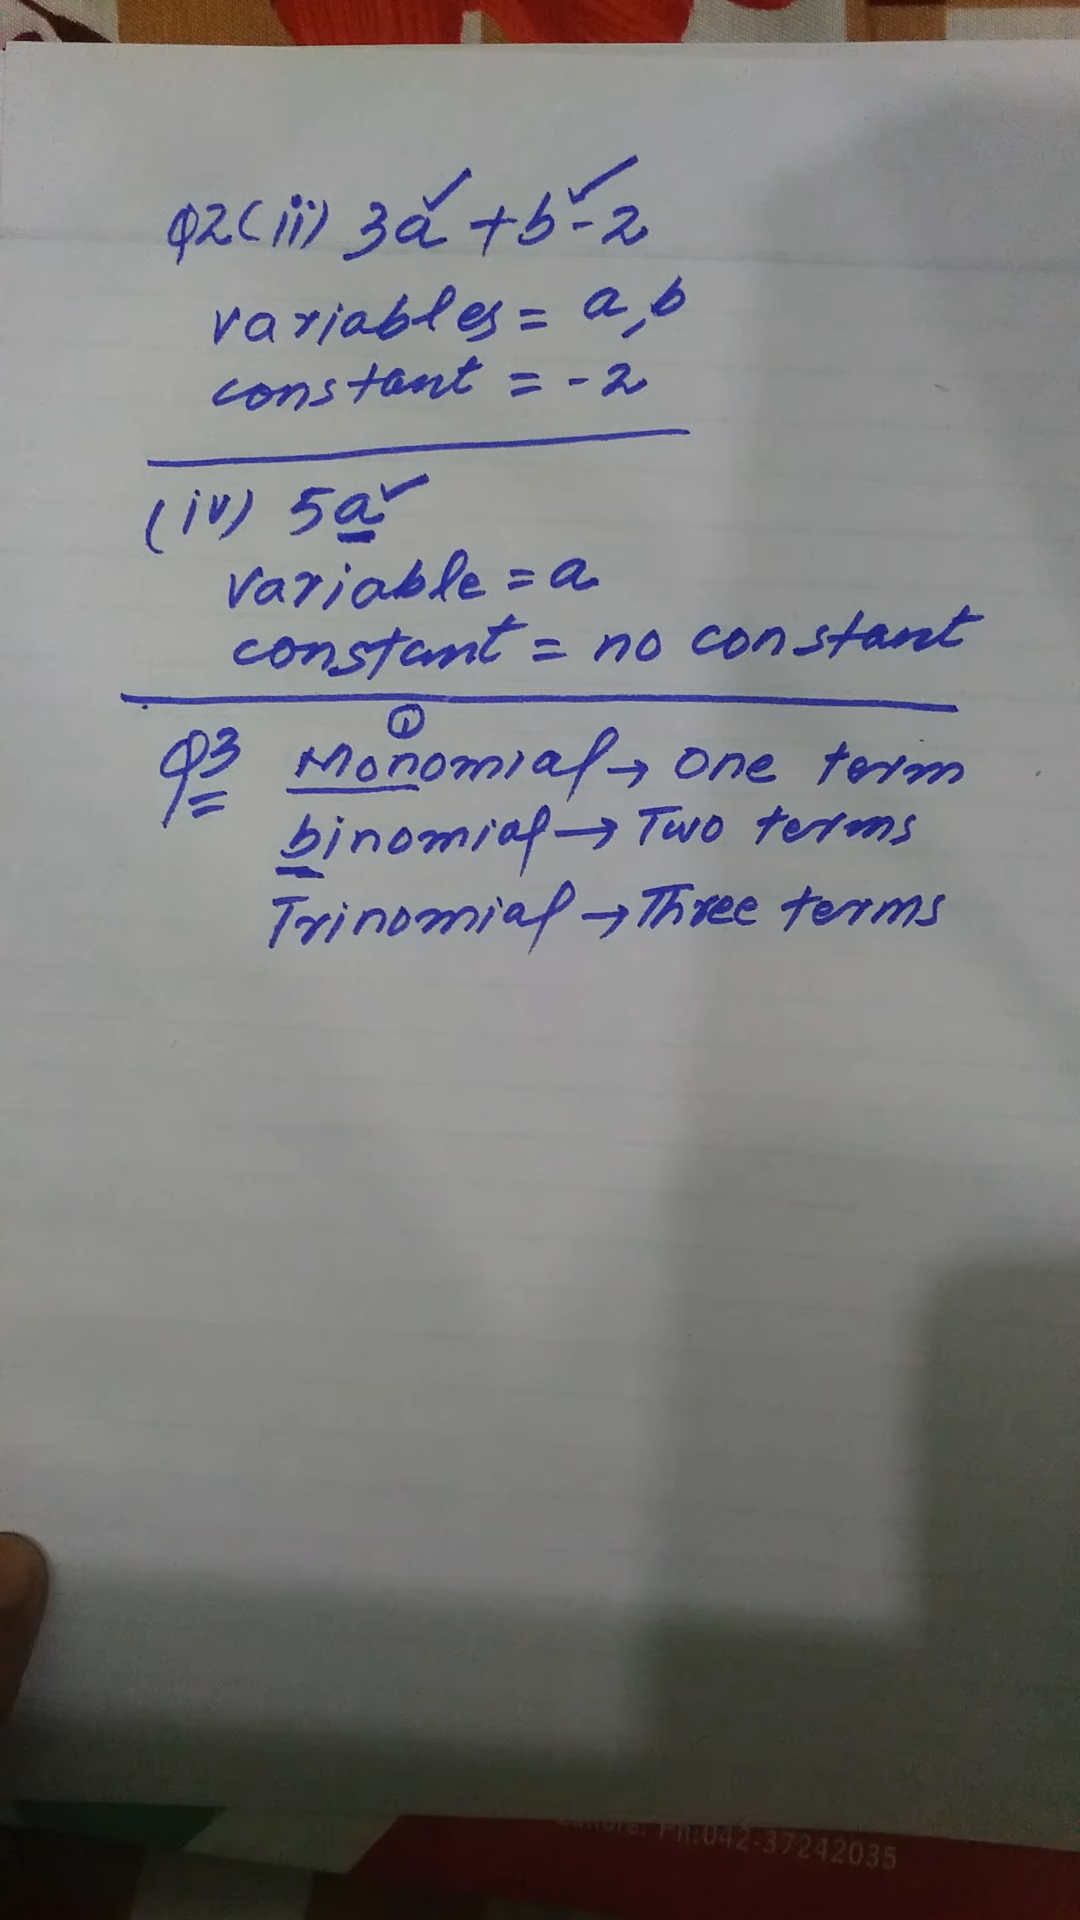 Q2(ii) 3a✓ + b✓ - 2
variables = a, b
constant = -2
(iv) 5a✓
variable = a
constant = no constant
①
Q3 Monomial → one term
binomial → Two terms
Trinomial → Three terms
Ph:042-37242035